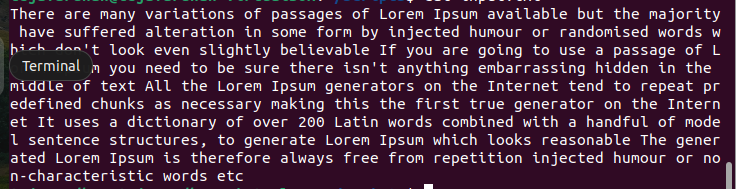 There are many variations of passages of Lorem Ipsum available but the majority
have suffered alteration in some form by injected humour or randomised words w
hich don't look even slightly believable If you are going to use a passage of L
m you need to be sure there isn't anything embarrassing hidden in the
Terminal
middle of text All the Lorem Ipsum generators on the Internet tend to repeat pr
edefined chunks as necessary making this the first true generator on the Intern
et It uses a dictionary of over 200 Latin words combined with a handful of mode
l sentence structures, to generate Lorem Ipsum which looks reasonable The gener
ated Lorem Ipsum is therefore always free from repetition injected humour or no
n-characteristic words etc